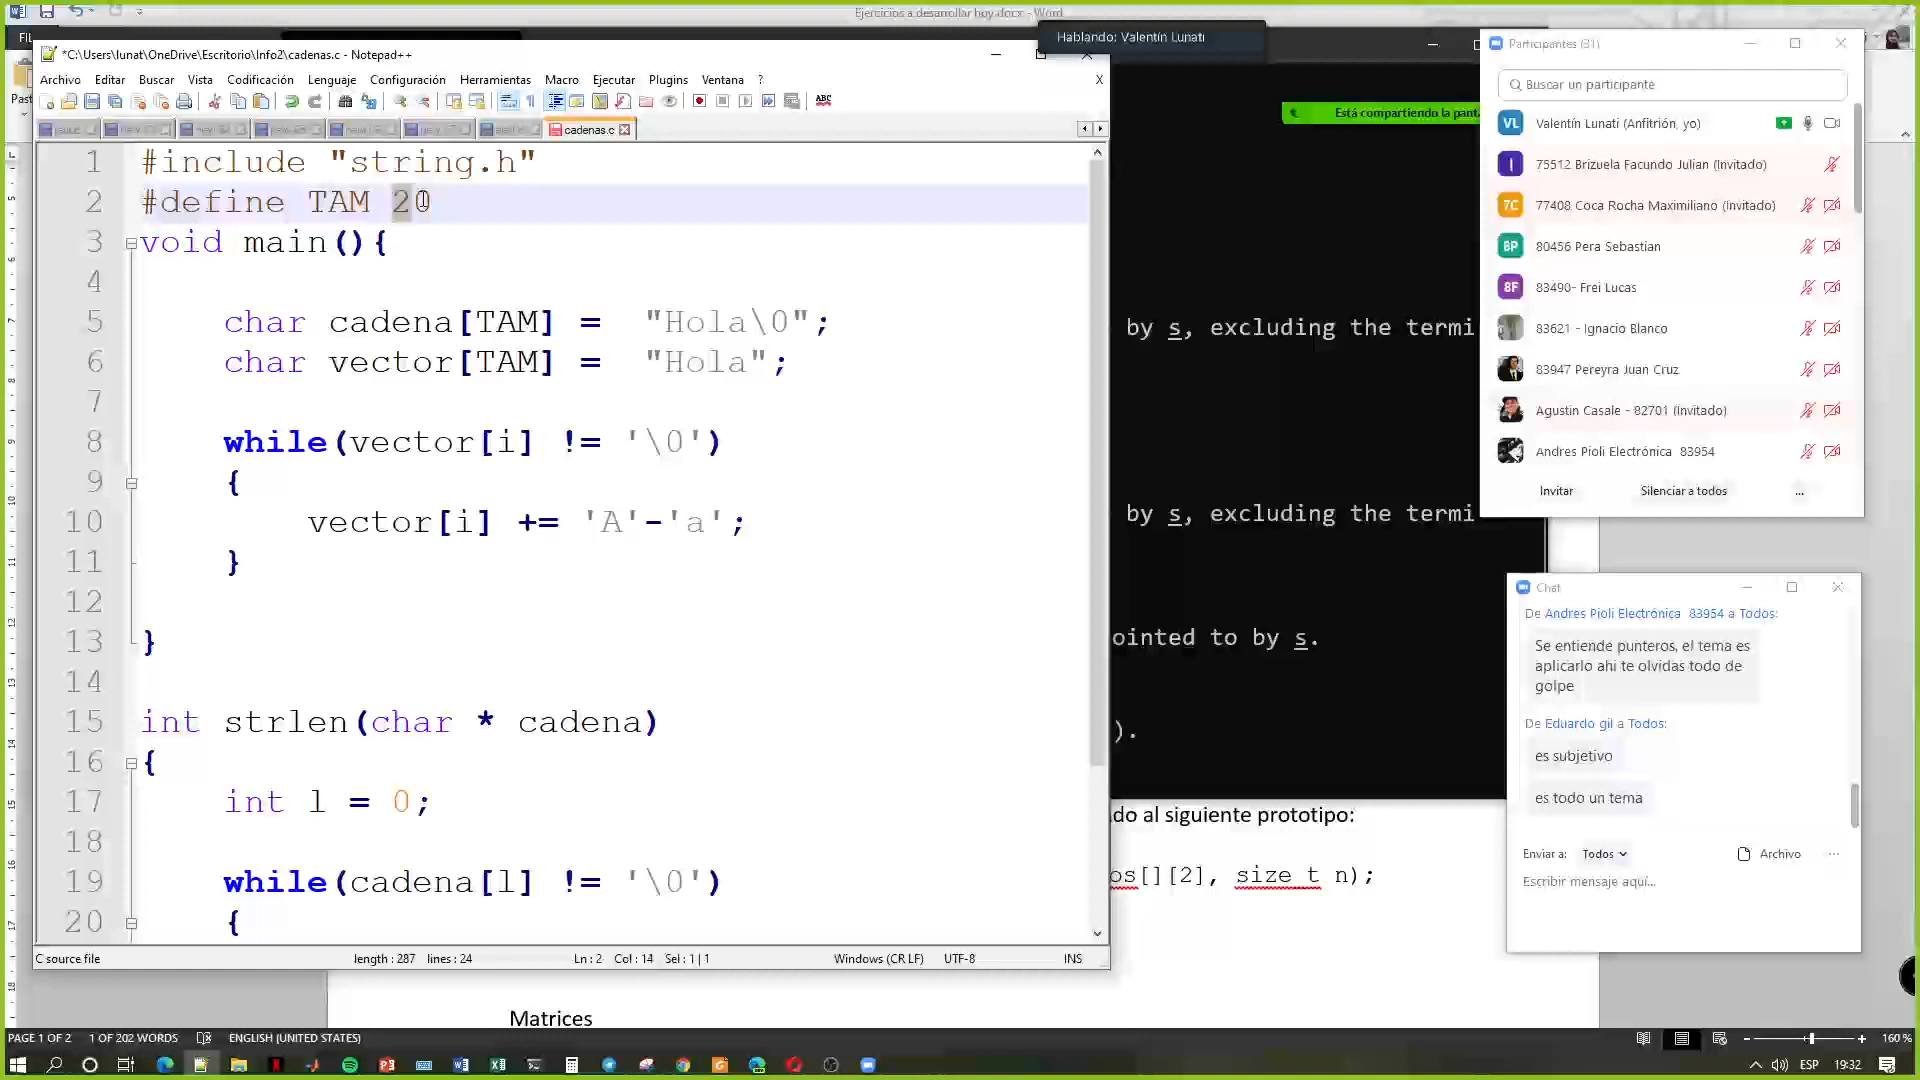 Ejercicios a desarrollar hoy.docx - Word
Hablando: Valentín Lunati
*C:\Users\lunat\OneDrive\Escritorio\Info2\cadenas.c - Notepad++
Archivo Editar Buscar Vista Codificación Lenguaje Configuración Herramientas Macro Ejecutar Plugins Ventana ? X
cadenas.c
1 #include "string.h"
2 #define TAM 20
3 void main(){
4
5 char cadena[TAM] = "Hola\0";
6 char vector[TAM] = "Hola";
7
8 while(vector[i] != '\0')
9 {
10 vector[i] += 'A'-'a';
11 }
12
13 }
14
15 int strlen(char * cadena)
16 {
17 int l = 0;
18
19 while(cadena[l] != '\0')
20 {
C source file length : 287 lines : 24 Ln : 2 Col : 14 Sel : 1 | 1 Windows (CR LF) UTF-8 INS
Está compartiendo la panta
by s, excluding the termi
by s, excluding the termi
ointed to by s.
).
do al siguiente prototipo:
os[][2], size t n);
Matrices
Participantes (31)
Buscar un participante
VL Valentín Lunati (Anfitrión, yo)
I 75512 Brizuela Facundo Julian (Invitado)
7C 77408 Coca Rocha Maximiliano (Invitado)
8P 80456 Pera Sebastian
8F 83490- Frei Lucas
83621 - Ignacio Blanco
83947 Pereyra Juan Cruz
Agustin Casale - 82701 (Invitado)
Andres Pioli Electrónica 83954
Invitar Silenciar a todos ...
Chat
De Andres Pioli Electrónica 83954 a Todos:
Se entiende punteros, el tema es
aplicarlo ahi te olvidas todo de
golpe
De Eduardo gil a Todos:
es subjetivo
es todo un tema
Enviar a: Todos Archivo ...
Escribir mensaje aquí...
PAGE 1 OF 2 1 OF 202 WORDS ENGLISH (UNITED STATES) 160 %
ESP 19:32